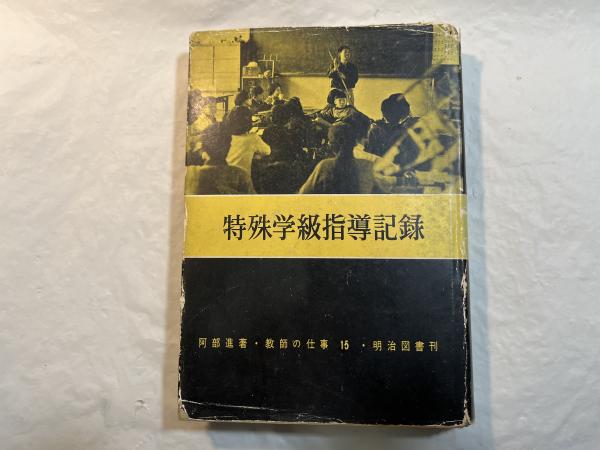 特殊学級指導記録
阿部進著・教師の仕事 15 ・明治図書刊